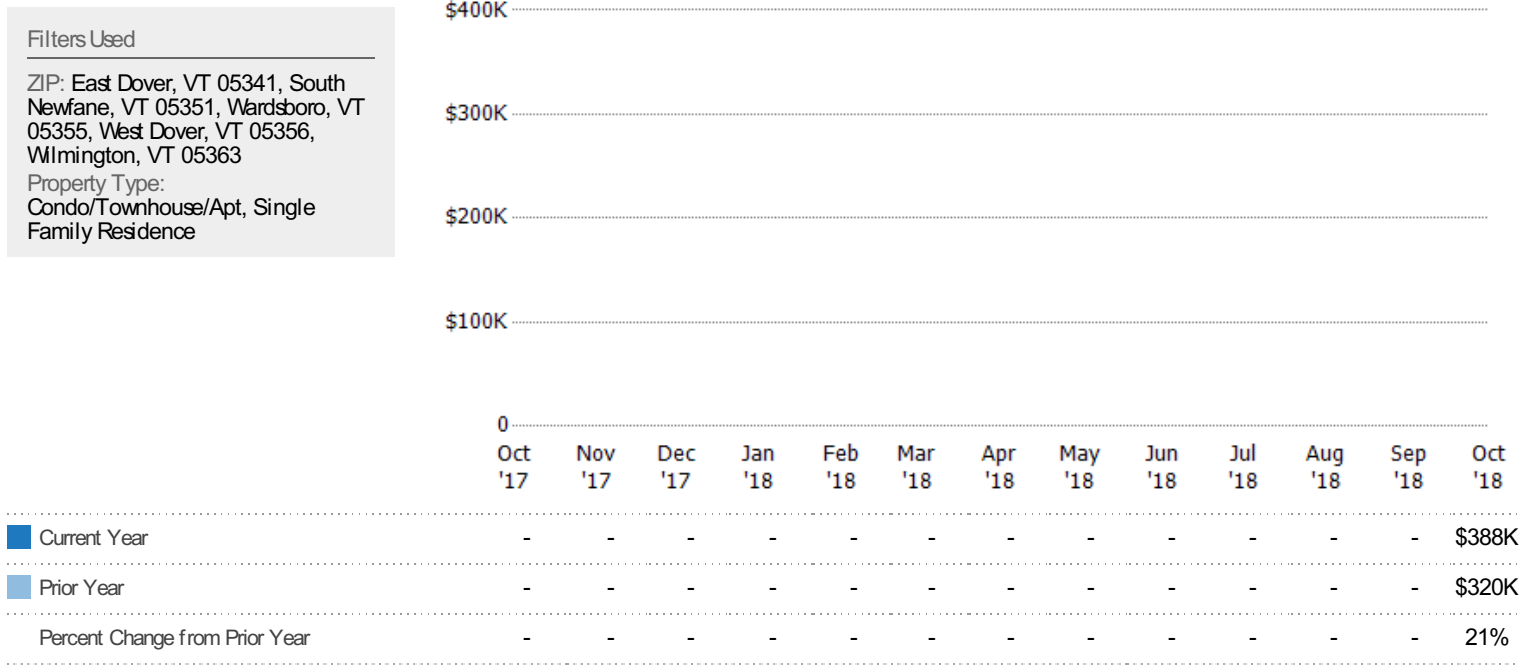 Filters Used
ZIP: East Dover, VT 05341, South
Newfane, VT 05351, Wardsboro, VT
05355, West Dover, VT 05356,
Wilmington, VT 05363
Property Type:
Condo/Townhouse/Apt, Single
Family Residence
$400K
$300K
$200K
$100K
0
Oct Nov Dec Jan Feb Mar Apr May Jun Jul Aug Sep Oct
'17 '17 '17 '18 '18 '18 '18 '18 '18 '18 '18 '18 '18
Current Year - - - - - - - - - - - - $388K
Prior Year - - - - - - - - - - - - $320K
Percent Change from Prior Year - - - - - - - - - - - - 21%